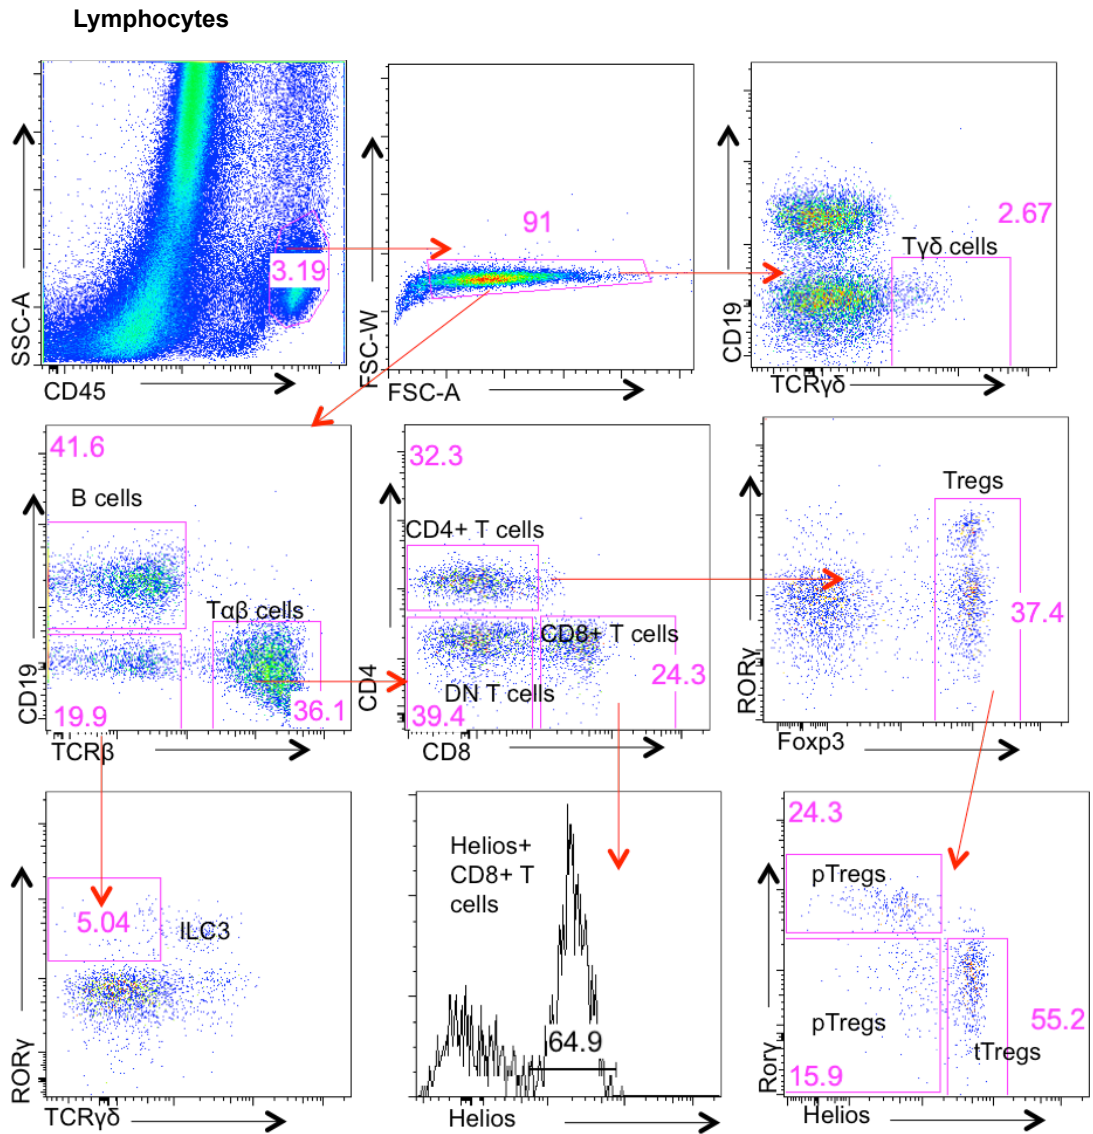 Lymphocytes
SSC-A
3.19
CD45
FSC-W
91
FSC-A
CD19
2.67
Tγδ cells
TCRγδ
41.6
B cells
CD19
Tαβ cells
19.9
36.1
TCRβ
32.3
CD4+ T cells
CD4
CD8+ T cells
DN T cells
24.3
39.4
CD8
Tregs
RORγ
37.4
Foxp3
RORγ
5.04
ILC3
TCRγδ
Helios+
CD8+ T
cells
64.9
Helios
24.3
pTregs
Rorγ
pTregs
55.2
tTregs
15.9
Helios